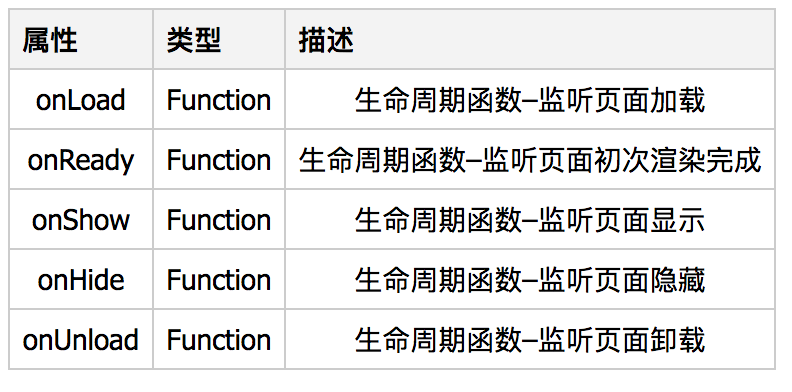 属性 类型 描述
onLoad Function 生命周期函数–监听页面加载
onReady Function 生命周期函数–监听页面初次渲染完成
onShow Function 生命周期函数–监听页面显示
onHide Function 生命周期函数–监听页面隐藏
onUnload Function 生命周期函数–监听页面卸载